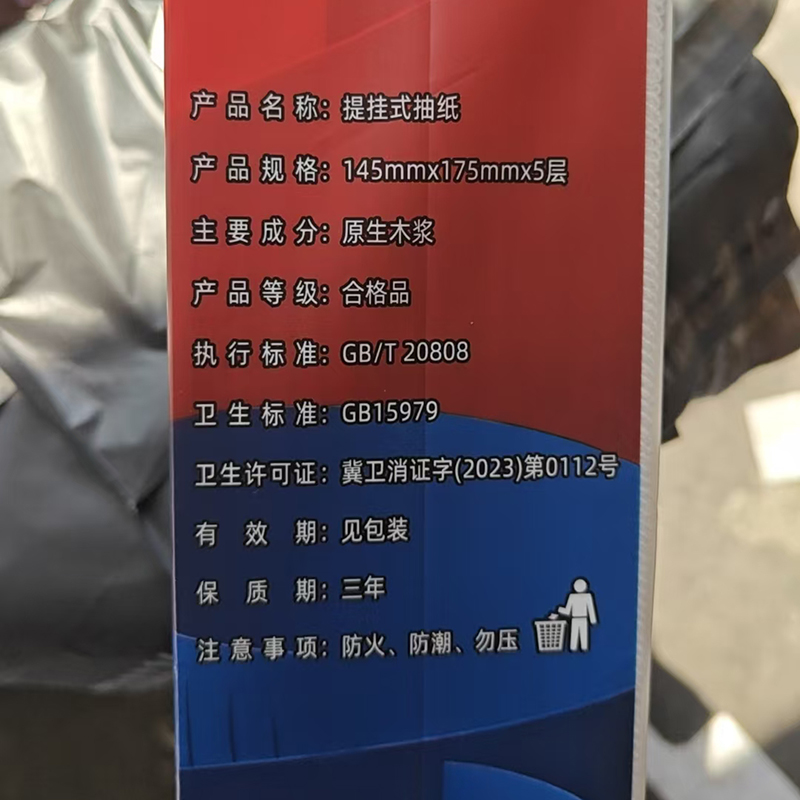 产品名称：提挂式抽纸
产品规格：145mmx175mmx5层
主要成分：原生木浆
产品等级：合格品
执行标准：GB/T 20808
卫生标准：GB15979
卫生许可证：冀卫消证字(2023)第0112号
有效期：见包装
保质期：三年
注意事项：防火、防潮、勿压